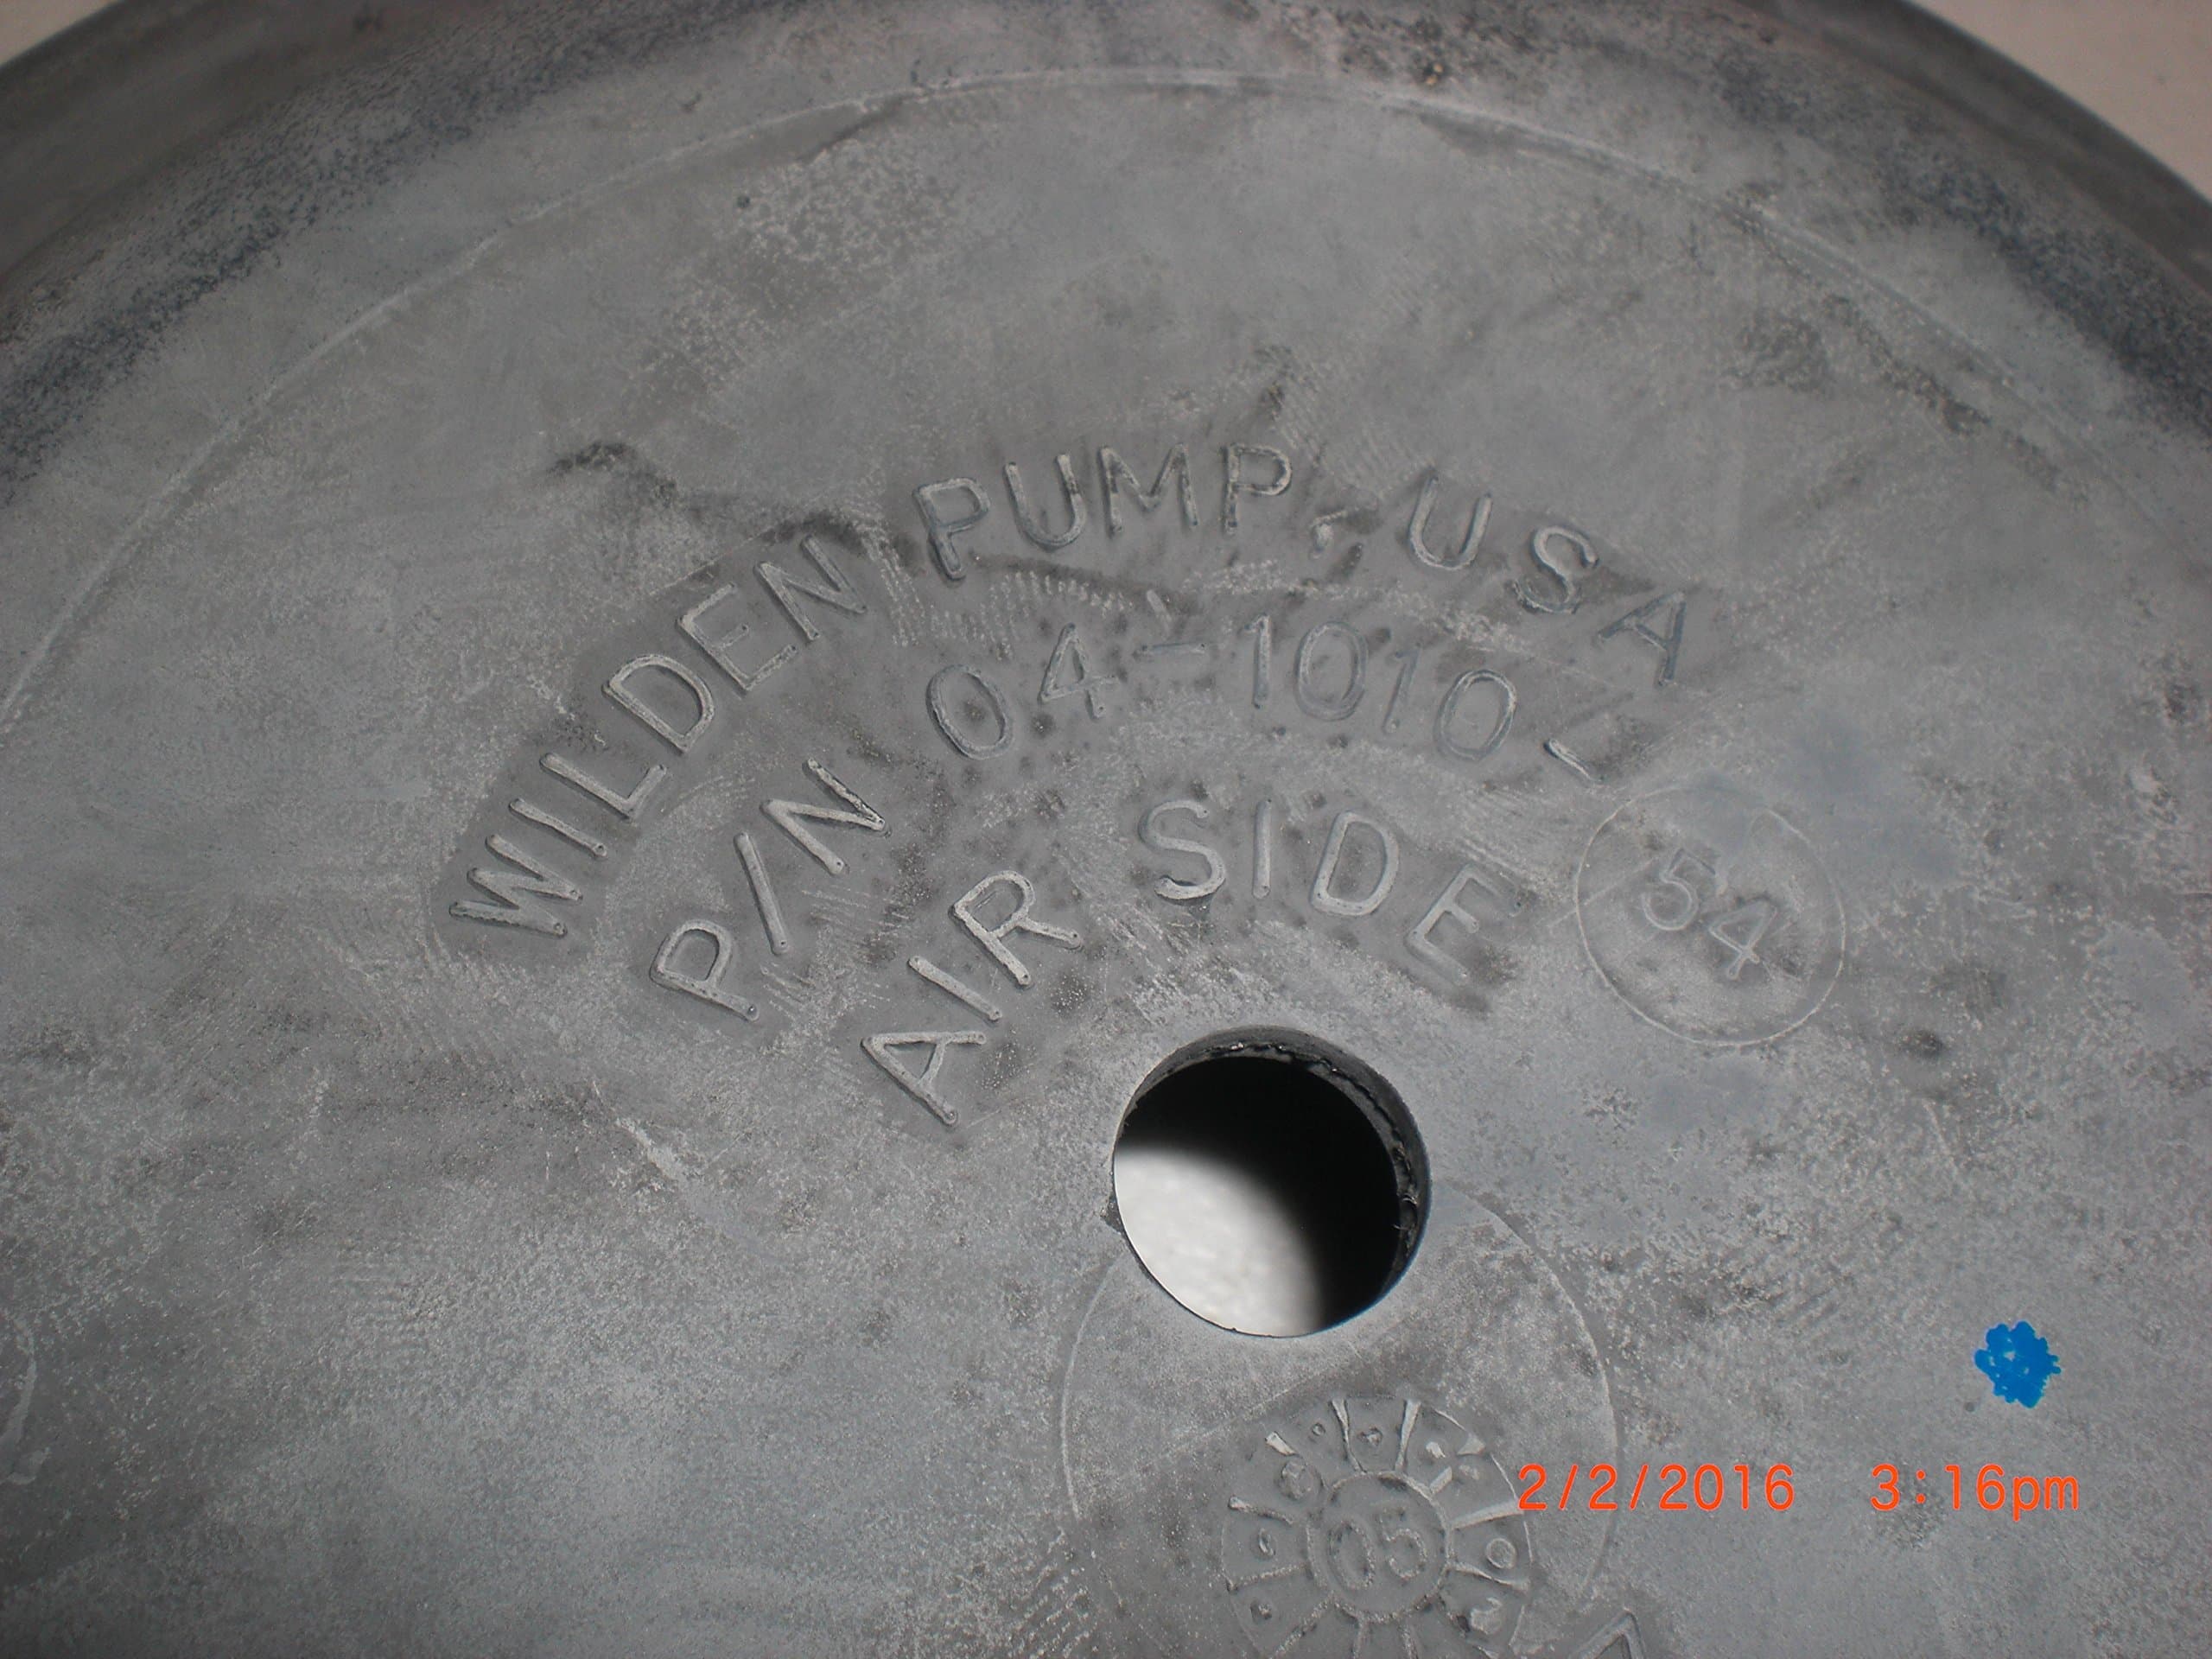 WILDEN PUMP, USA
P/N 04-1010-
AIR SIDE
54
05
2/2/2016 3:16pm